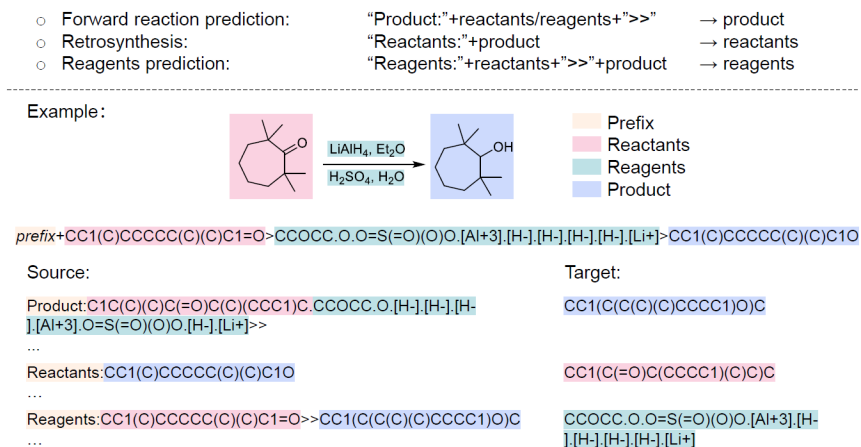 ○ Forward reaction prediction: “Product:”+reactants/reagents+”>>” → product
○ Retrosynthesis: “Reactants:”+product → reactants
○ Reagents prediction: “Reagents:”+reactants+”>>”+product → reagents
Example:
O
LiAlH4, Et2O
H2SO4, H2O
OH
Prefix
Reactants
Reagents
Product
prefix+CC1(C)CCCCC(C)(C)C1=O>CCOCC.O.O=S(=O)(O)O.[Al+3].[H-].[H-].[H-].[H-].[Li+]>CC1(C)CCCCC(C)(C)C1O
Source: Target:
Product:C1C(C)(C)C(=O)C(C)(CCC1)C.CCOCC.O.[H-].[H-].[H- CC1(C(C(C)(C)CCCC1)O)C
].[Al+3].O=S(=O)(O)O.[H-].[Li+]>>
...
Reactants:CC1(C)CCCCC(C)(C)C1O CC1(C(=O)C(CCCC1)(C)C)C
...
Reagents:CC1(C)CCCCC(C)(C)C1=O>>CC1(C(C(C)(C)CCCC1)O)C CCOCC.O.O=S(=O)(O)O.[Al+3].[H-
... ].[H-].[H-].[H-].[Li+]